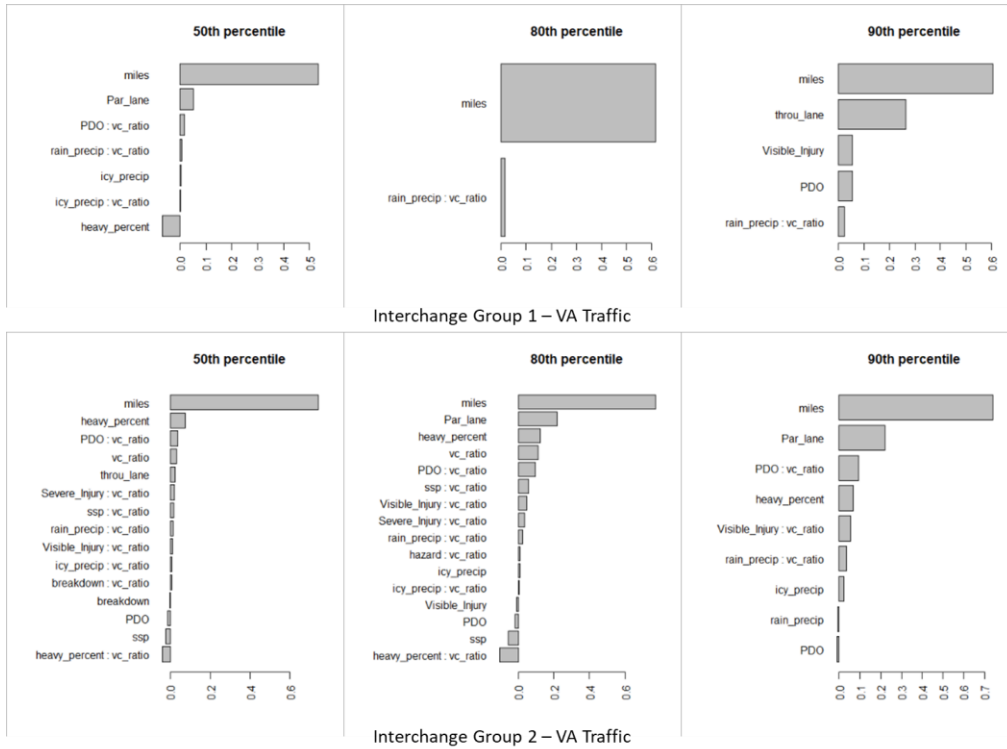 50th percentile
miles
Par_lane
PDO : vc_ratio
rain_precip : vc_ratio
icy_precip
icy_precip : vc_ratio
heavy_percent
0.0 0.1 0.2 0.3 0.4 0.5
80th percentile
miles
rain_precip : vc_ratio
0.0 0.1 0.2 0.3 0.4 0.5 0.6
90th percentile
miles
throu_lane
Visible_Injury
PDO
rain_precip : vc_ratio
0.0 0.1 0.2 0.3 0.4 0.5 0.6
Interchange Group 1 – VA Traffic
50th percentile
miles
heavy_percent
PDO : vc_ratio
vc_ratio
throu_lane
Severe_Injury : vc_ratio
ssp : vc_ratio
rain_precip : vc_ratio
Visible_Injury : vc_ratio
icy_precip : vc_ratio
breakdown : vc_ratio
breakdown
PDO
ssp
heavy_percent : vc_ratio
0.0 0.2 0.4 0.6
80th percentile
miles
Par_lane
heavy_percent
vc_ratio
PDO : vc_ratio
ssp : vc_ratio
Visible_Injury : vc_ratio
Severe_Injury : vc_ratio
rain_precip : vc_ratio
hazard : vc_ratio
icy_precip
icy_precip : vc_ratio
Visible_Injury
PDO
ssp
heavy_percent : vc_ratio
0.0 0.2 0.4 0.6
90th percentile
miles
Par_lane
PDO : vc_ratio
heavy_percent
Visible_Injury : vc_ratio
rain_precip : vc_ratio
icy_precip
rain_precip
PDO
0.0 0.1 0.2 0.3 0.4 0.5 0.6 0.7
Interchange Group 2 – VA Traffic